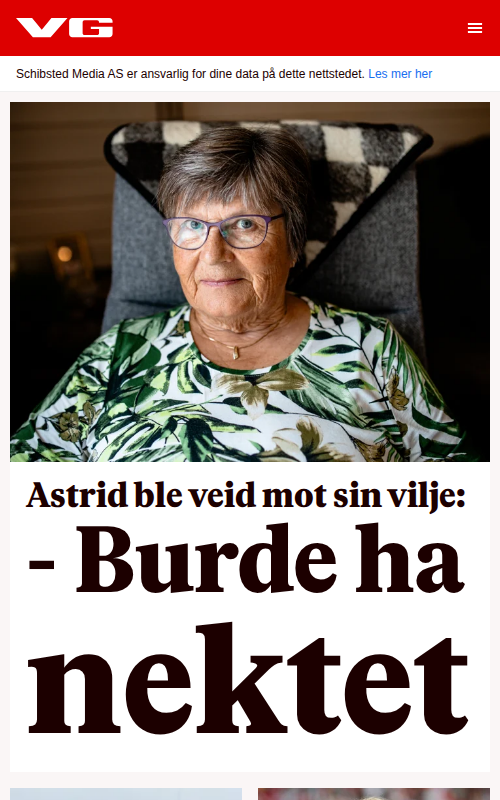 VG
Schibsted Media AS er ansvarlig for dine data på dette nettstedet. Les mer her
Astrid ble veid mot sin vilje:
- Burde ha
nektet